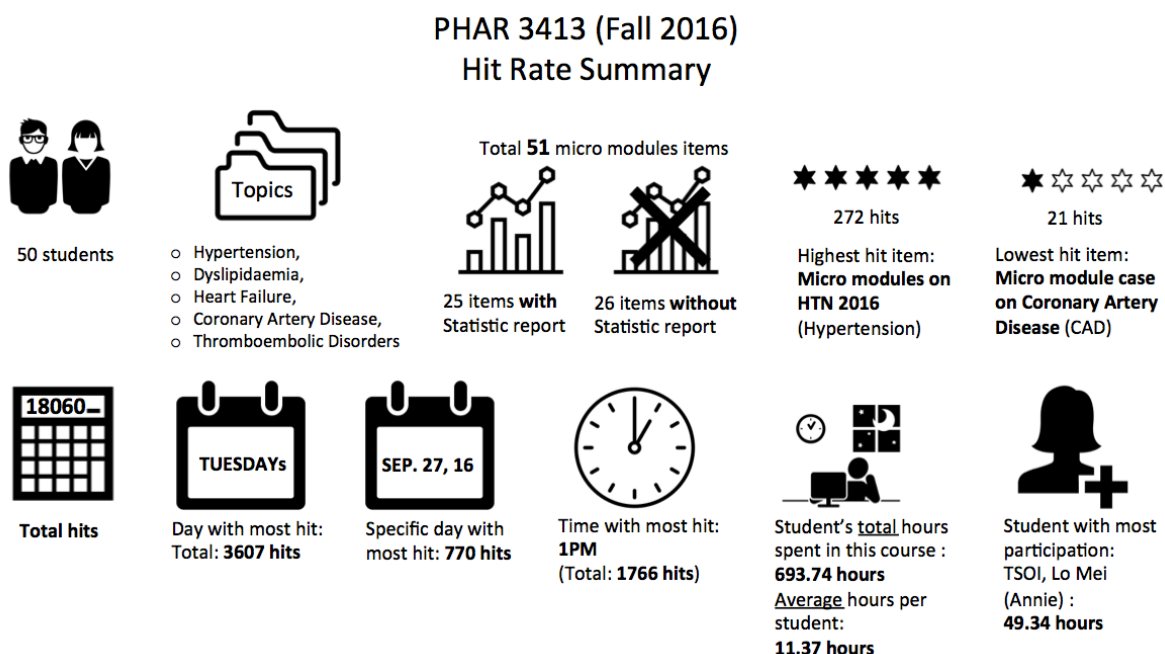 PHAR 3413 (Fall 2016)
Hit Rate Summary
50 students
Topics
o Hypertension,
o Dyslipidaemia,
o Heart Failure,
o Coronary Artery Disease,
o Thromboembolic Disorders
Total 51 micro modules items
25 items with
Statistic report
26 items without
Statistic report
272 hits
Highest hit item:
Micro modules on
HTN 2016
(Hypertension)
21 hits
Lowest hit item:
Micro module case
on Coronary Artery
Disease (CAD)
18060
Total hits
TUESDAYs
Day with most hit:
Total: 3607 hits
SEP. 27, 16
Specific day with
most hit: 770 hits
Time with most hit:
1PM
(Total: 1766 hits)
Student's total hours
spent in this course :
693.74 hours
Average hours per
student:
11.37 hours
Student with most
participation:
TSOI, Lo Mei
(Annie) :
49.34 hours